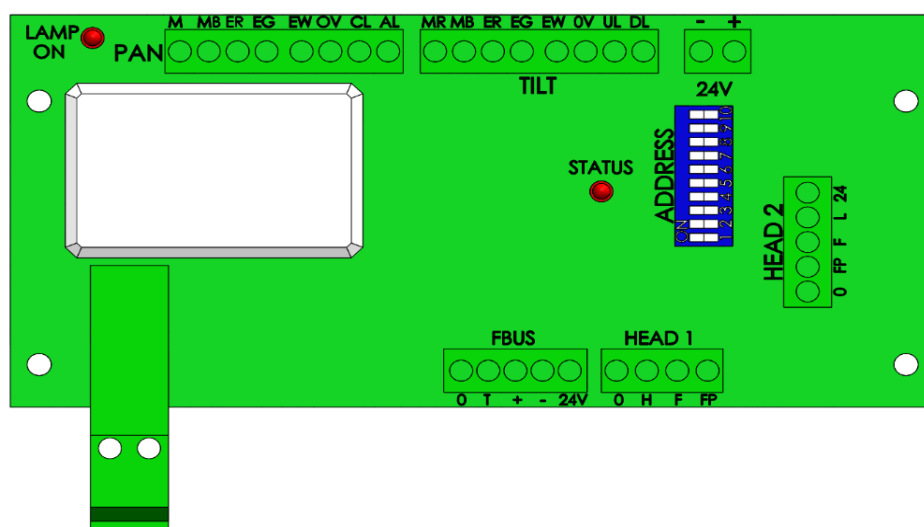 LAMP ON
PAN
M MB ER EG EW OV CL AL
MR MB ER EG EW 0V UL DL
TILT
- +
24V
STATUS
ADDRESS
ON
1 2 3 4 5 6 7 8 9 10
HEAD 2
0 FP F L 24
FBUS
0 T + - 24V
HEAD 1
0 H F FP